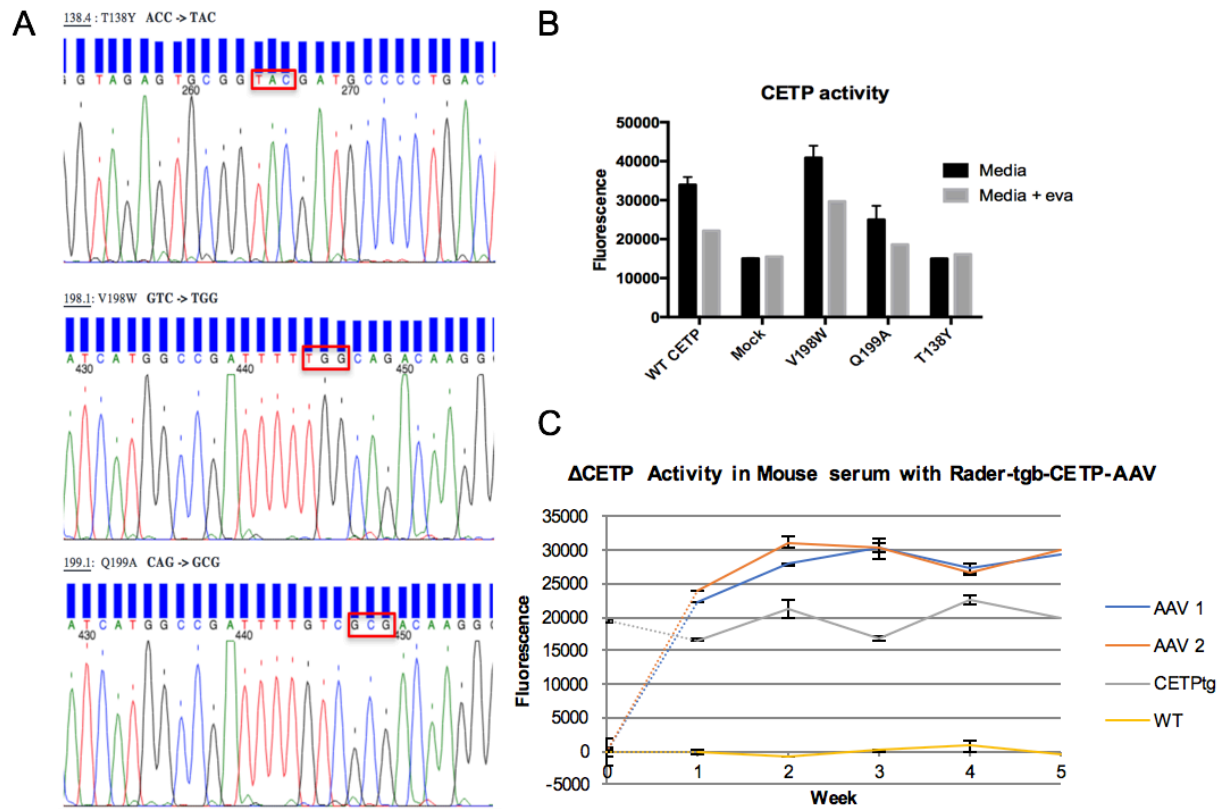 A
138.4 : T138Y ACC -> TAC
G G T A G A G T G C G G T A C G A T G C C C C T G A C T
260 270
198.1: V198W GTC -> TGG
A T C A T G G C C G A T T T T T G G C A G A C A A G G G
430 440 450
199.1: Q199A CAG -> GCG
A T C A T G G C C G A T T T T G T C G C G A C A A G G G
430 440 450
B
CETP activity
50000
40000
30000
20000
10000
0
Fluorescence
WT CETP
Mock
V198W
Q199A
T138Y
Media
Media + eva
C
ΔCETP Activity in Mouse serum with Rader-tgb-CETP-AAV
35000
30000
25000
20000
15000
10000
5000
0
-5000
Fluorescence
0 1 2 3 4 5
Week
AAV 1
AAV 2
CETPtg
WT